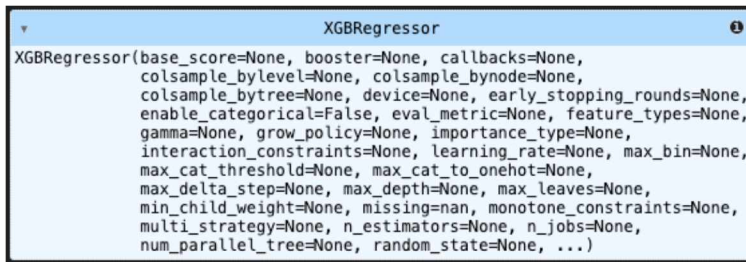 XGBRegressor
XGBRegressor(base_score=None, booster=None, callbacks=None,
colsample_bylevel=None, colsample_bynode=None,
colsample_bytree=None, device=None, early_stopping_rounds=None,
enable_categorical=False, eval_metric=None, feature_types=None,
gamma=None, grow_policy=None, importance_type=None,
interaction_constraints=None, learning_rate=None, max_bin=None,
max_cat_threshold=None, max_cat_to_onehot=None,
max_delta_step=None, max_depth=None, max_leaves=None,
min_child_weight=None, missing=nan, monotone_constraints=None,
multi_strategy=None, n_estimators=None, n_jobs=None,
num_parallel_tree=None, random_state=None, ...)